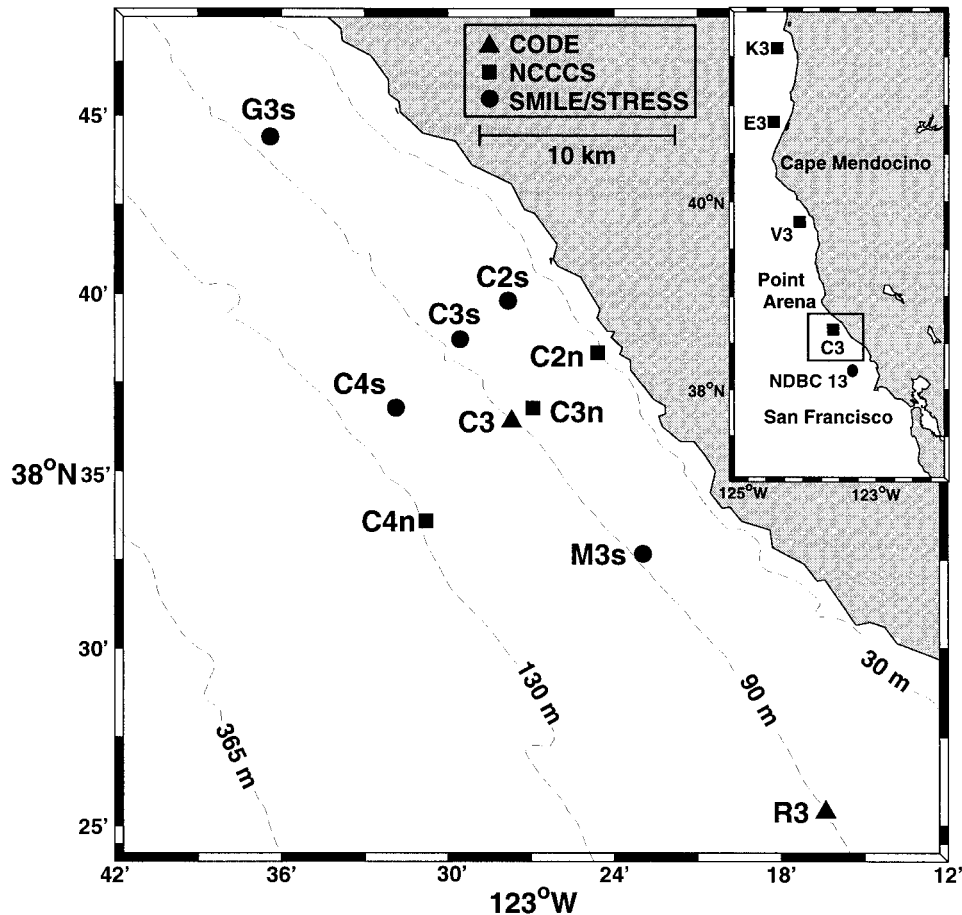 CODE
NCCCS
SMILE/STRESS
10 km
G3s
C2s
C3s
C2n
C4s
C3
C3n
C4n
M3s
R3
30 m
90 m
130 m
365 m
45'
40'
38°N
35'
30'
25'
42'
36'
30'
24'
18'
12'
123°W
K3
E3
Cape Mendocino
40°N
V3
Point
Arena
C3
NDBC 13
38°N
San Francisco
125°W
123°W